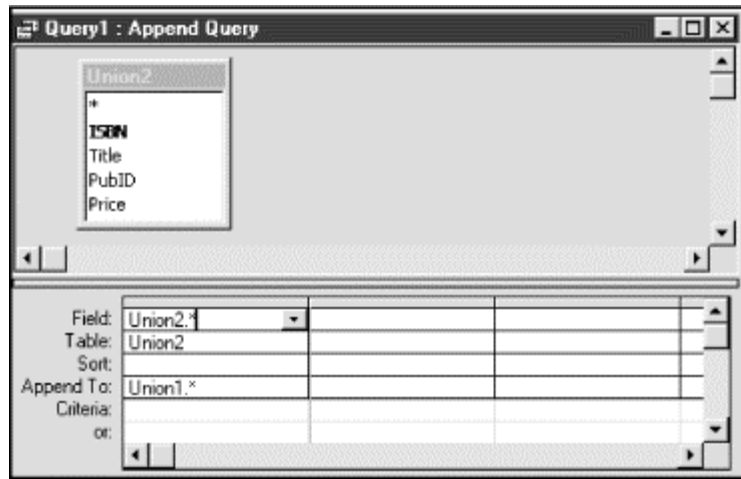 Query1 : Append Query
Union2
*
ISBN
Title
PubID
Price
Field: Union2.*
Table: Union2
Sort:
Append To: Union1.*
Criteria:
or: